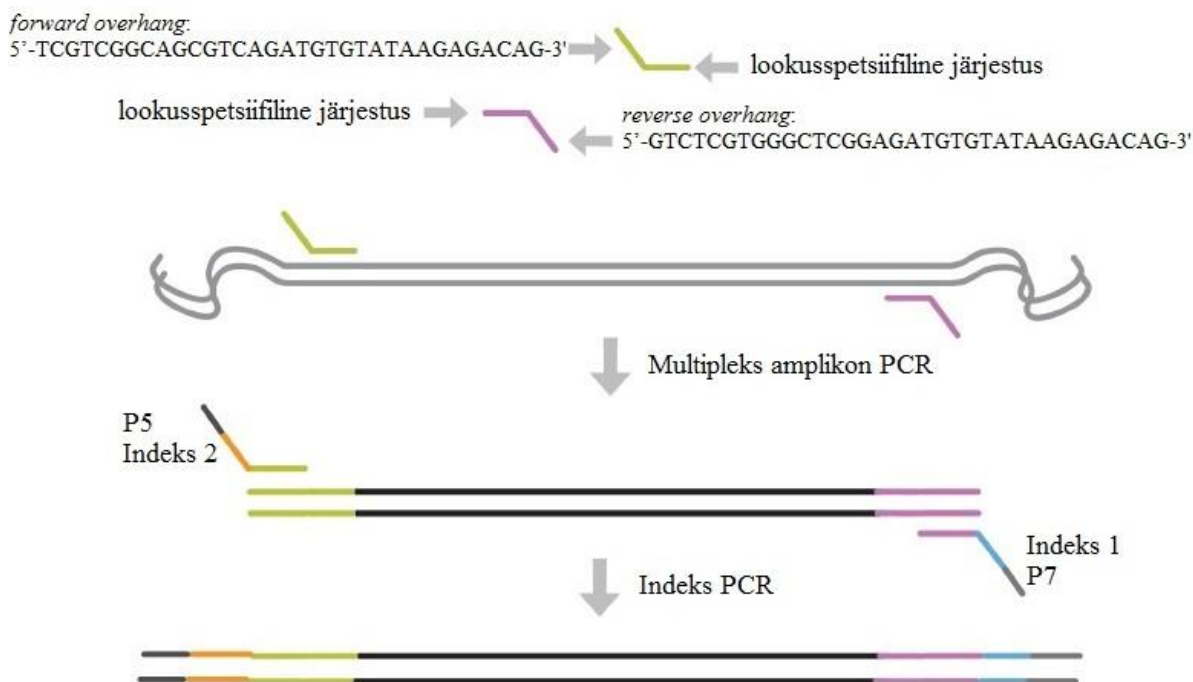 forward overhang:
5’-TCGTCGGCAGCGTCAGATGTGTATAAGAGACAG-3'
lookusspetsiifiline järjestus
lookusspetsiifiline järjestus
reverse overhang:
5’-GTCTCGTGGGCTCGGAGATGTGTATAAGAGACAG-3'
Multipleks amplikon PCR
P5
Indeks 2
Indeks 1
P7
Indeks PCR